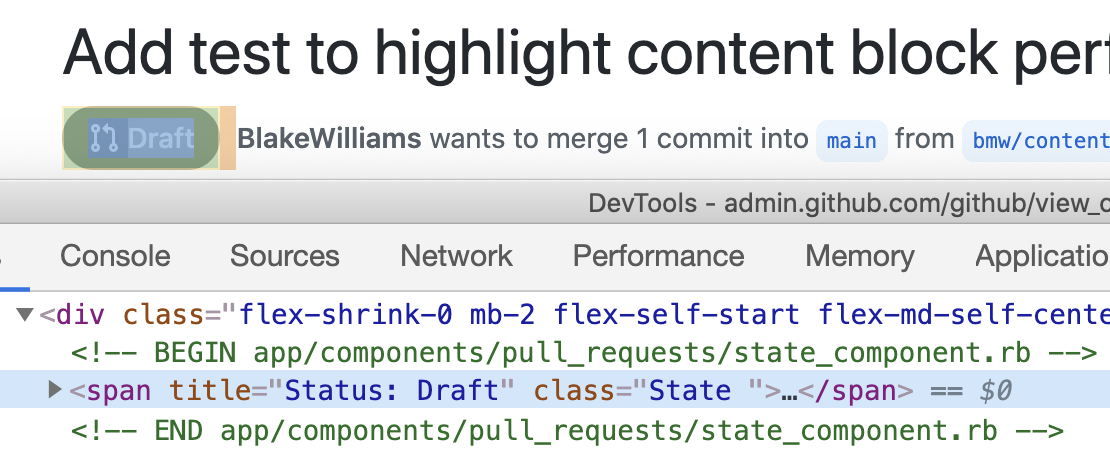 Add test to highlight content block
Draft BlakeWilliams wants to merge 1 commit into main from bmw/content
DevTools - admin.github.com/github/view_c
Console Sources Network Performance Memory Applicatio
<div class="flex-shrink-0 mb-2 flex-self-start flex-md-self-cente
<!-- BEGIN app/components/pull_requests/state_component.rb -->
<span title="Status: Draft" class="State ">…</span> == $0
<!-- END app/components/pull_requests/state_component.rb -->